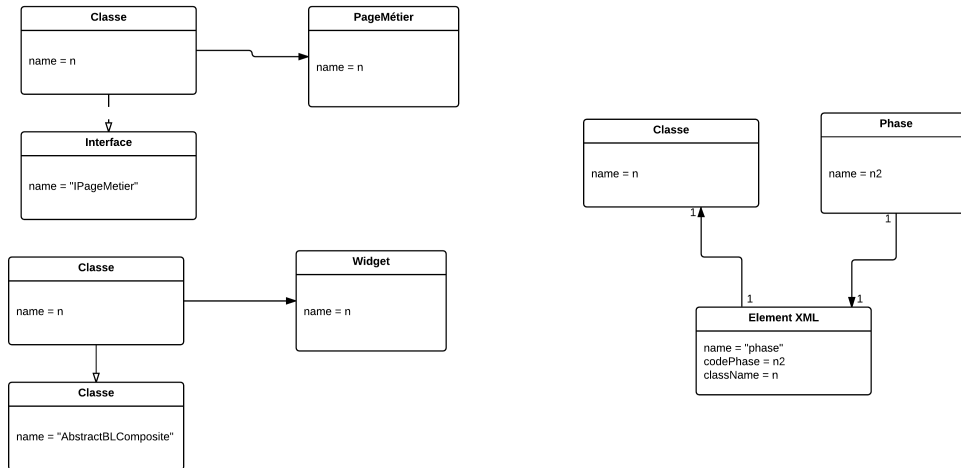 Classe
name = n
PageMétier
name = n
Interface
name = "IPageMetier"
Classe
name = n
Widget
name = n
Classe
name = "AbstractBLComposite"
Classe
name = n
1
Phase
name = n2
1
1
1
Element XML
name = "phase"
codePhase = n2
className = n